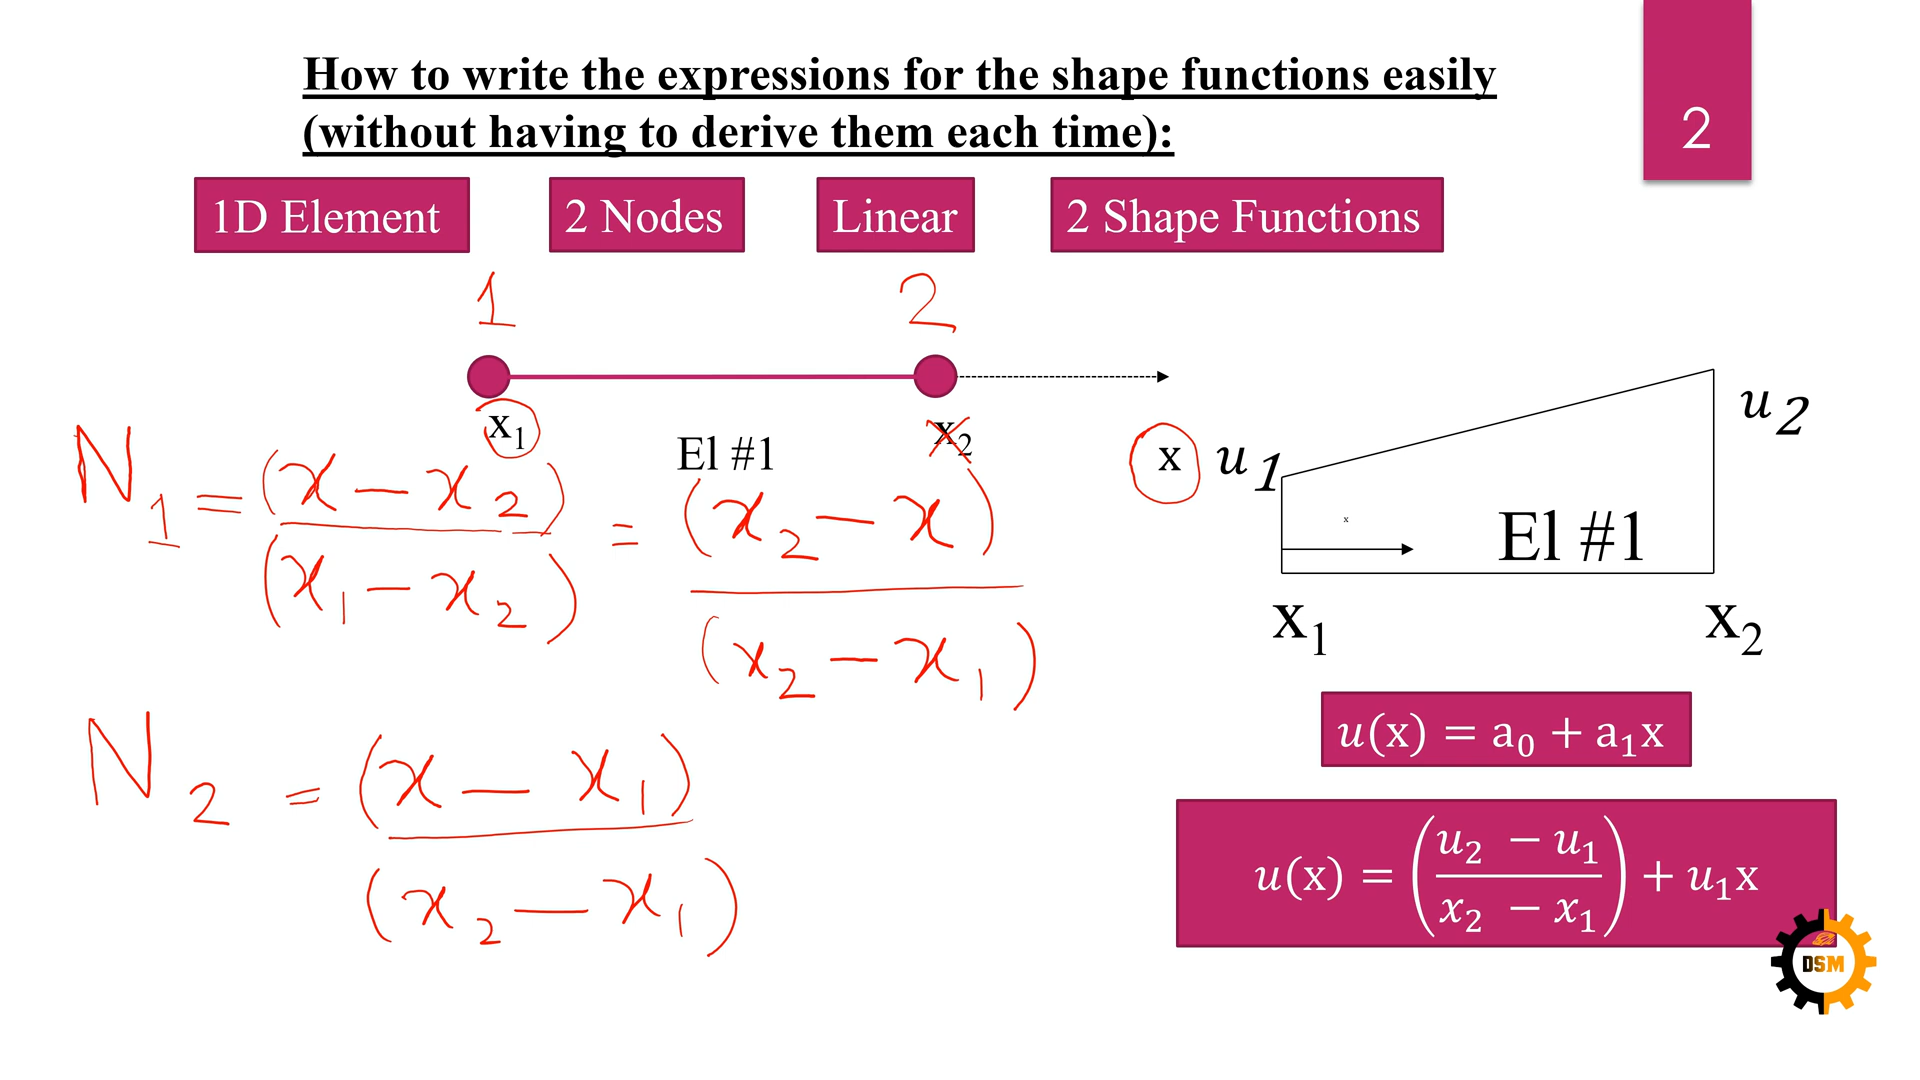 How to write the expressions for the shape functions easily
(without having to derive them each time):
2
1D Element
2 Nodes
Linear
2 Shape Functions
1
2
x₁
x₂
x
El #1
N₁ = (x − x₂) / (x₁ − x₂) = (x₂ − x) / (x₂ − x₁)
N₂ = (x − x₁) / (x₂ − x₁)
u₁
u₂
x
El #1
x₁
x₂
u(x) = a₀ + a₁x
u(x) = ((u₂ − u₁) / (x₂ − x₁)) + u₁x
DSM